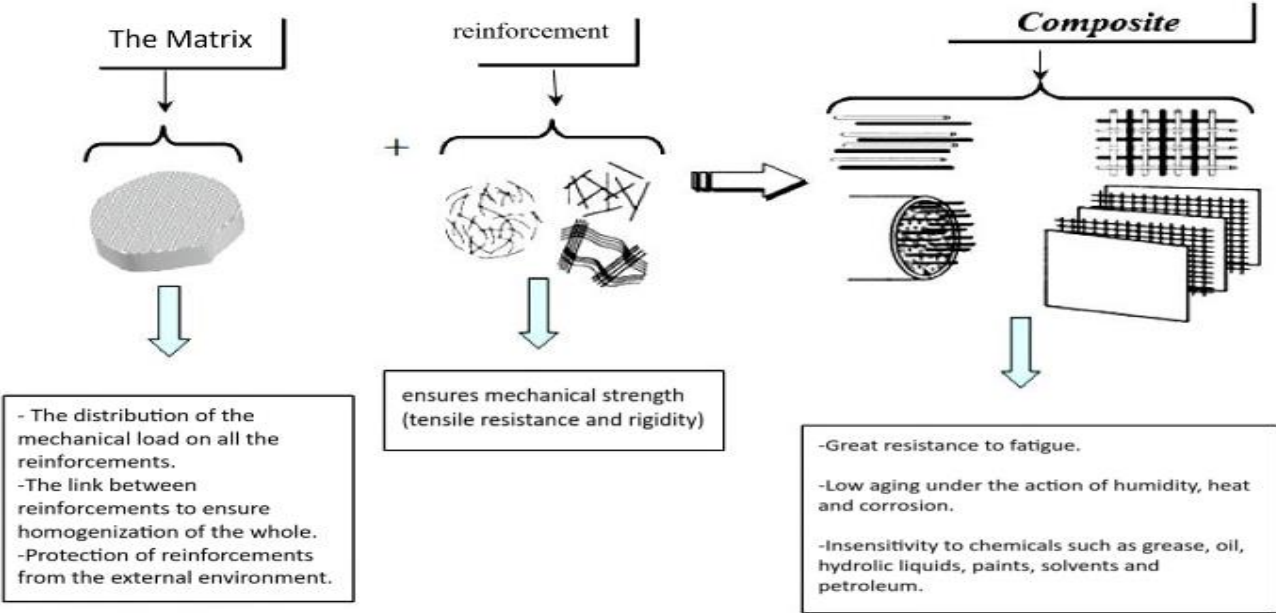 The Matrix
reinforcement
Composite
+
- The distribution of the
mechanical load on all the
reinforcements.
-The link between
reinforcements to ensure
homogenization of the whole.
-Protection of reinforcements
from the external environment.
ensures mechanical strength
(tensile resistance and rigidity)
-Great resistance to fatigue.
-Low aging under the action of humidity, heat
and corrosion.
-Insensitivity to chemicals such as grease, oil,
hydrolic liquids, paints, solvents and
petroleum.